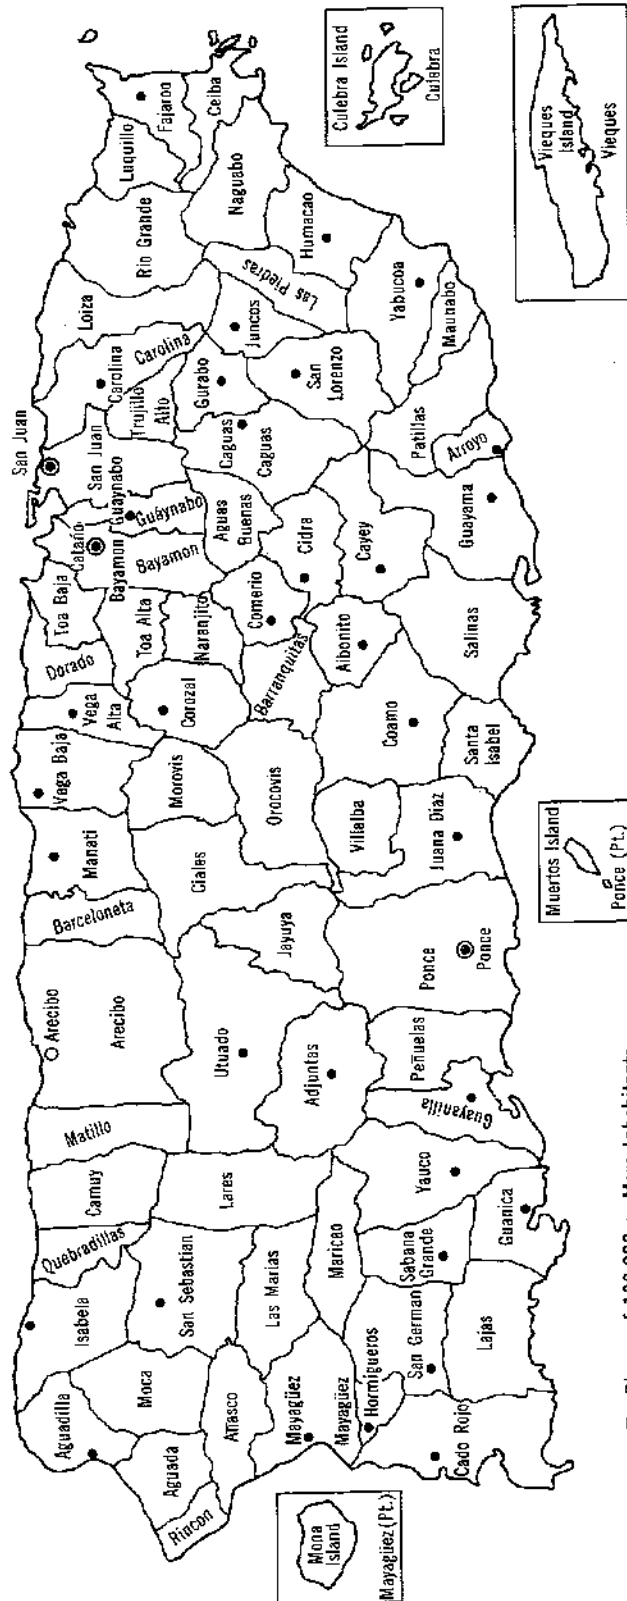 San Juan
Culebra Island
Culebra
Vieques
Island
Vieques
Fajaroo
Ceiba
Luquillo
Rio Grande
Naguabo
Humacao
Las Piedras
Loiza
Carolina
Carolina
Trujillo
Alto
Juncos
Gurabo
San
Lorenzo
Yabucoa
Maunabo
San Juan
Guaynabo
Guaynabo
Caguas
Caguas
Patillas
Arroyo
Cataño
Bayamon
Bayamon
Aguas
Buenas
Cidra
Cayey
Guayama
Toa Baja
Toa Alta
Naranjito
Comerio
Aibonito
Salinas
Dorado
Vega
Alta
Corozal
Barranquitas
Coamo
Santa
Isabel
Vega Baja
Morovis
Orocovis
Villalba
Juana Diaz
Manati
Ciales
Barceloneta
Jayuya
Ponce
Ponce
Muertos Island
Ponce (Pt.)
Arecibo
Arecibo
Utuado
Adjuntas
Peñuelas
Guayanilla
Matillo
Camuy
Lares
Yauco
Quebradillas
Maricao
Guanica
Isabela
San Sebastian
Las Marias
Sabana
Grande
Moca
San German
Lajas
Aguadilla
Añasco
Mayagüez
Mayagüez
Hormigueros
Aguada
Rincon
Cado Rojo
Mona
Island
Mayagüez (Pt.)